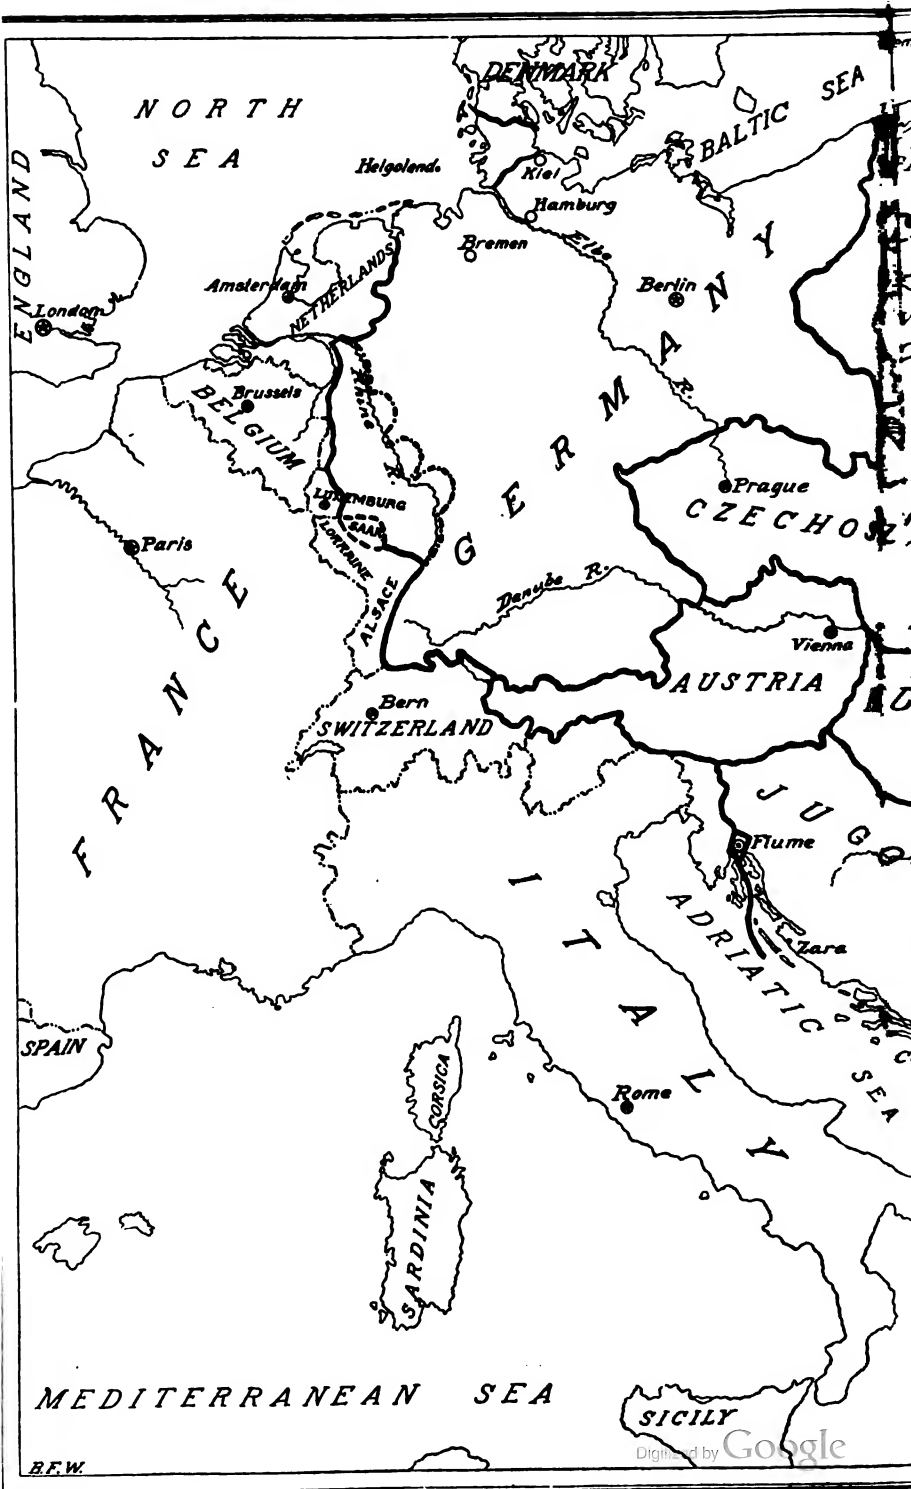 DENMARK
NORTH
SEA
BALTIC SEA
ENGLAND
Helgoland.
Kiel
Hamburg
Bremen
Elbe
R.
NETHERLANDS
Amsterdam
Berlin
London
GERMANY
Rhine
R.
Brussels
BELGIUM
Prague
CZECHOSL
LUXEMBURG
SAAR
LORRAINE
Paris
ALSACE
Danube R.
Vienna
FRANCE
AUSTRIA
Bern
SWITZERLAND
JUGO
Fiume
ITALY
ADRIATIC SEA
Zara
SPAIN
CORSICA
Rome
SARDINIA
MEDITERRANEAN SEA
SICILY
Digitized by Google
B.F.W.